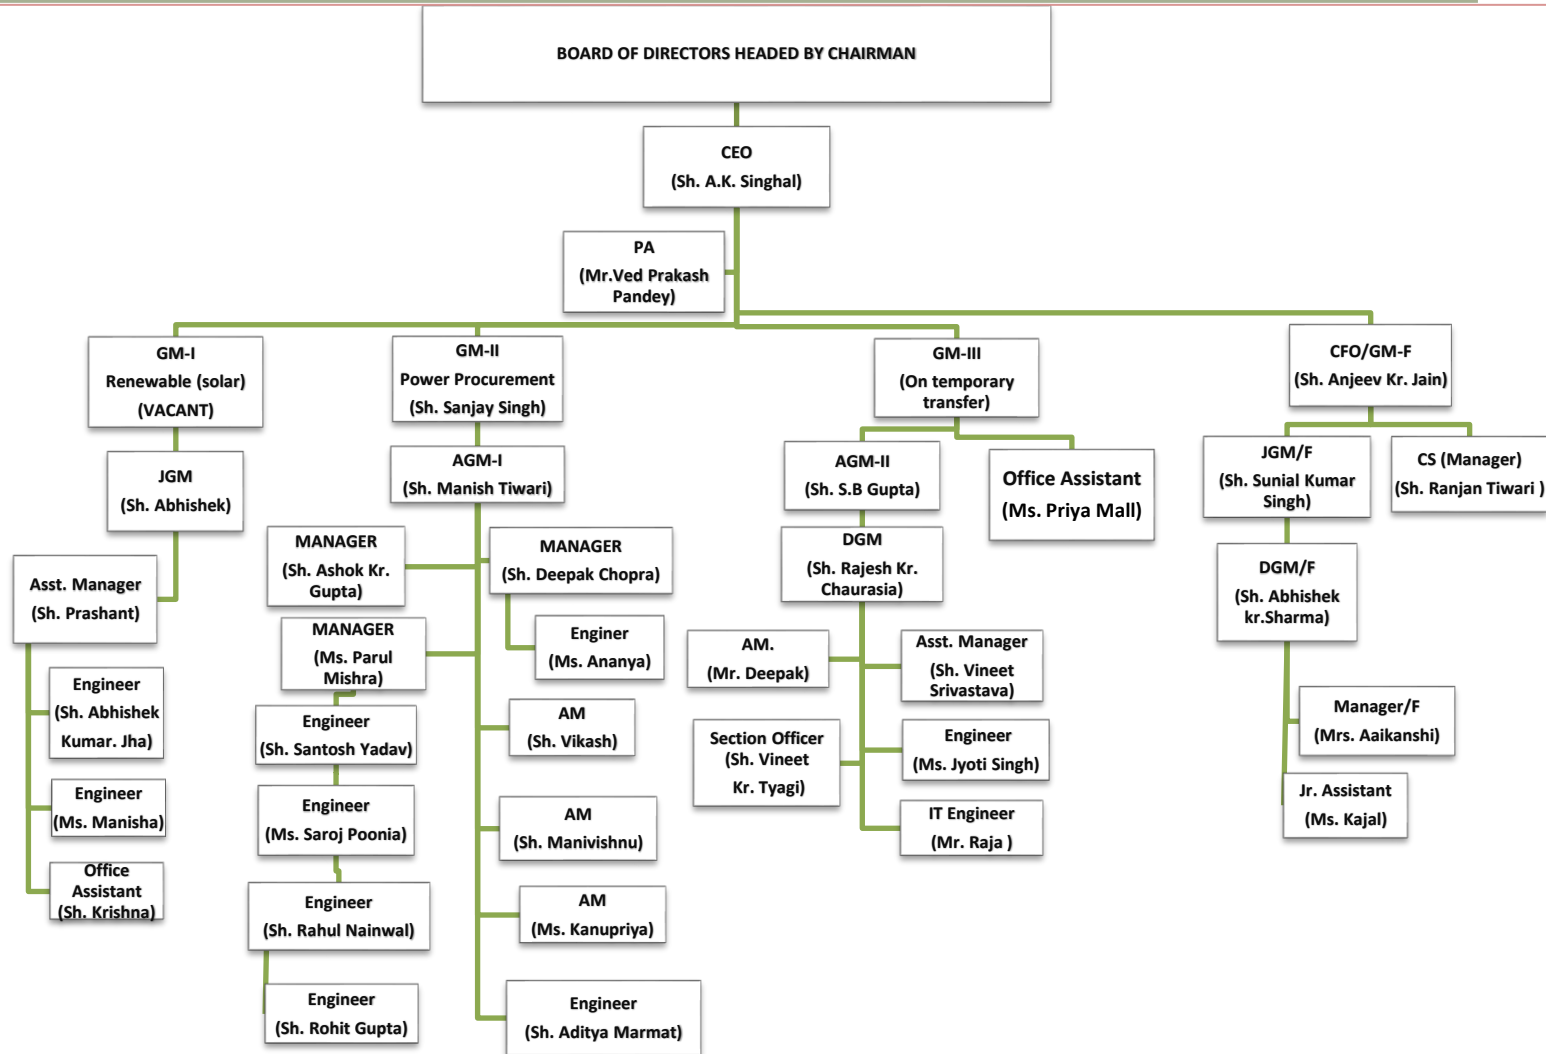 BOARD OF DIRECTORS HEADED BY CHAIRMAN
CEO
(Sh. A.K. Singhal)
PA
(Mr.Ved Prakash
Pandey)
GM-I
Renewable (solar)
(VACANT)
GM-II
Power Procurement
(Sh. Sanjay Singh)
GM-III
(On temporary
transfer)
CFO/GM-F
(Sh. Anjeev Kr. Jain)
JGM
(Sh. Abhishek)
AGM-I
(Sh. Manish Tiwari)
AGM-II
(Sh. S.B Gupta)
Office Assistant
(Ms. Priya Mall)
JGM/F
(Sh. Sunial Kumar
Singh)
CS (Manager)
(Sh. Ranjan Tiwari )
Asst. Manager
(Sh. Prashant)
MANAGER
(Sh. Ashok Kr.
Gupta)
MANAGER
(Sh. Deepak Chopra)
DGM
(Sh. Rajesh Kr.
Chaurasia)
DGM/F
(Sh. Abhishek
kr.Sharma)
MANAGER
(Ms. Parul
Mishra)
Enginer
(Ms. Ananya)
AM.
(Mr. Deepak)
Asst. Manager
(Sh. Vineet
Srivastava)
Engineer
(Sh. Abhishek
Kumar. Jha)
Engineer
(Sh. Santosh Yadav)
AM
(Sh. Vikash)
Section Officer
(Sh. Vineet
Kr. Tyagi)
Engineer
(Ms. Jyoti Singh)
Manager/F
(Mrs. Aaikanshi)
Engineer
(Ms. Manisha)
Engineer
(Ms. Saroj Poonia)
AM
(Sh. Manivishnu)
IT Engineer
(Mr. Raja )
Jr. Assistant
(Ms. Kajal)
Office
Assistant
(Sh. Krishna)
Engineer
(Sh. Rahul Nainwal)
AM
(Ms. Kanupriya)
Engineer
(Sh. Rohit Gupta)
Engineer
(Sh. Aditya Marmat)